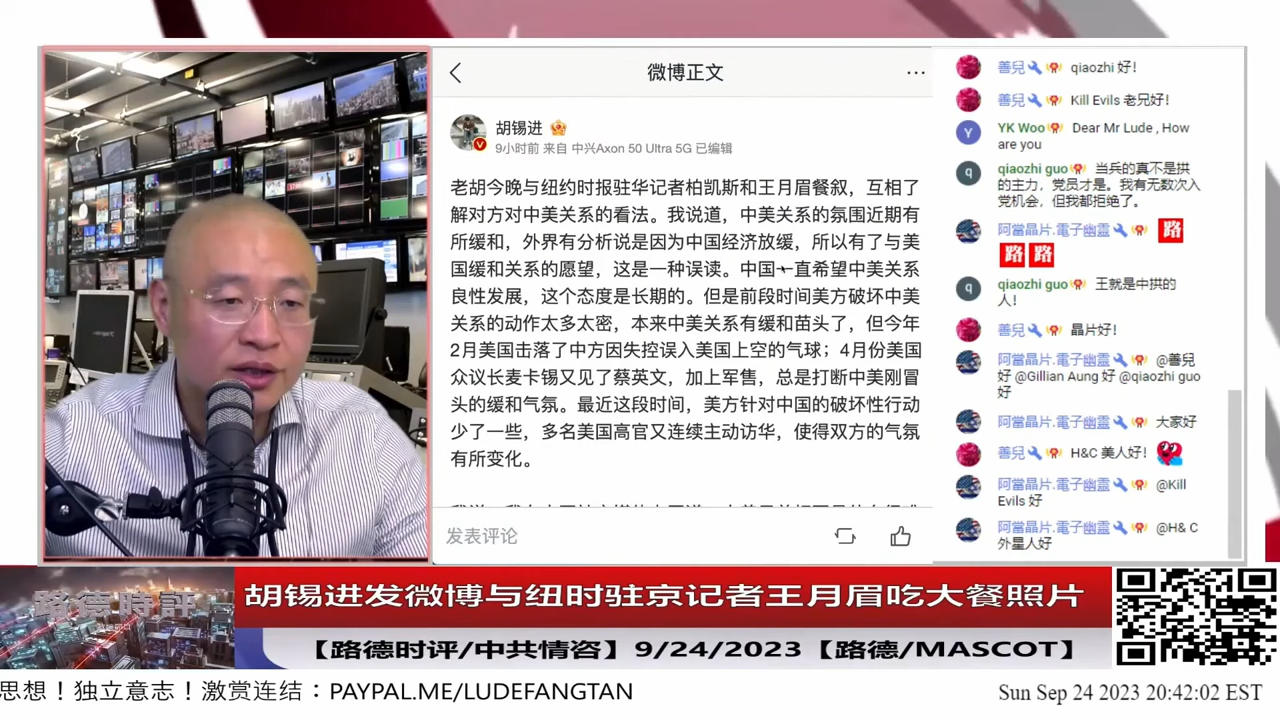 微博正文
胡锡进
9小时前 来自 中兴Axon 50 Ultra 5G 已编辑
老胡今晚与纽约时报驻华记者柏凯斯和王月眉餐叙，互相了
解对方对中美关系的看法。我说道，中美关系的氛围近期有
所缓和，外界有分析说是因为中国经济放缓，所以有了与美
国缓和关系的愿望，这是一种误读。中国一直希望中美关系
良性发展，这个态度是长期的。但是前段时间美方破坏中美
关系的动作太多太密，本来中美关系有缓和苗头了，但今年
2月美国击落了中方因失控误入美国上空的气球；4月份美国
众议长麦卡锡又见了蔡英文，加上军售，总是打断中美刚冒
头的缓和气氛。最近这段时间，美方针对中国的破坏性行动
少了一些，多名美国高官又连续主动访华，使得双方的气氛
有所变化。
发表评论
善兒 qiaozhi 好!
善兒 Kill Evils 老兄好!
Y
YK Woo Dear Mr Lude , How
are you
q
qiaozhi guo 当兵的真不是拱
的主力，党员才是。我有无数次入
党机会，但我都拒绝了。
阿當晶片.電子幽靈 路
路 路
q
qiaozhi guo 王就是中拱的
人！
善兒 晶片好！
阿當晶片.電子幽靈 @善兒
好 @Gillian Aung 好 @qiaozhi guo
好
阿當晶片.電子幽靈 大家好
善兒 H&C 美人好!
阿當晶片.電子幽靈 @Kill
Evils 好
阿當晶片.電子幽靈 @H& C
外星人好
路德時評
胡锡进发微博与纽时驻京记者王月眉吃大餐照片
【路德时评/中共情咨】9/24/2023【路德/MASCOT】
思想！独立意志！激赏连结：PAYPAL.ME/LUDEFANGTAN
Sun Sep 24 2023 20:42:02 EST